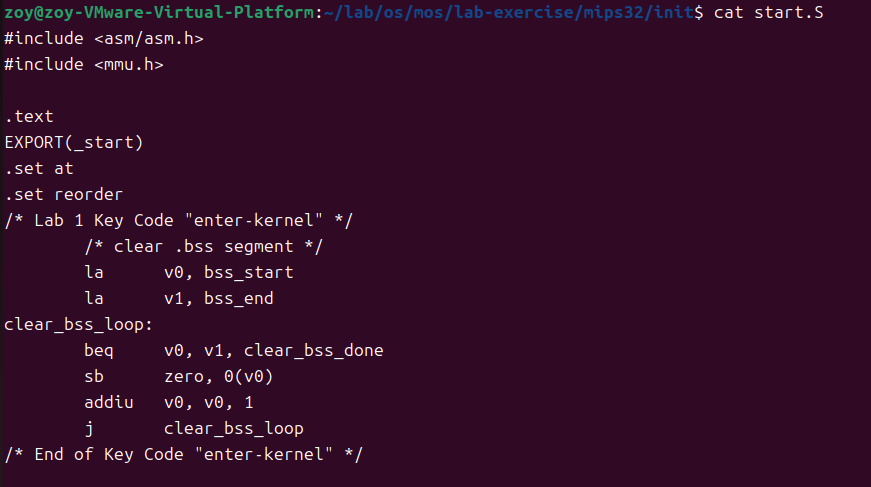 zoy@zoy-VMware-Virtual-Platform:~/lab/os/mos/lab-exercise/mips32/init$ cat start.S
#include <asm/asm.h>
#include <mmu.h>

.text
EXPORT(_start)
.set at
.set reorder
/* Lab 1 Key Code "enter-kernel" */
        /* clear .bss segment */
        la      v0, bss_start
        la      v1, bss_end
clear_bss_loop:
        beq     v0, v1, clear_bss_done
        sb      zero, 0(v0)
        addiu   v0, v0, 1
        j       clear_bss_loop
/* End of Key Code "enter-kernel" */